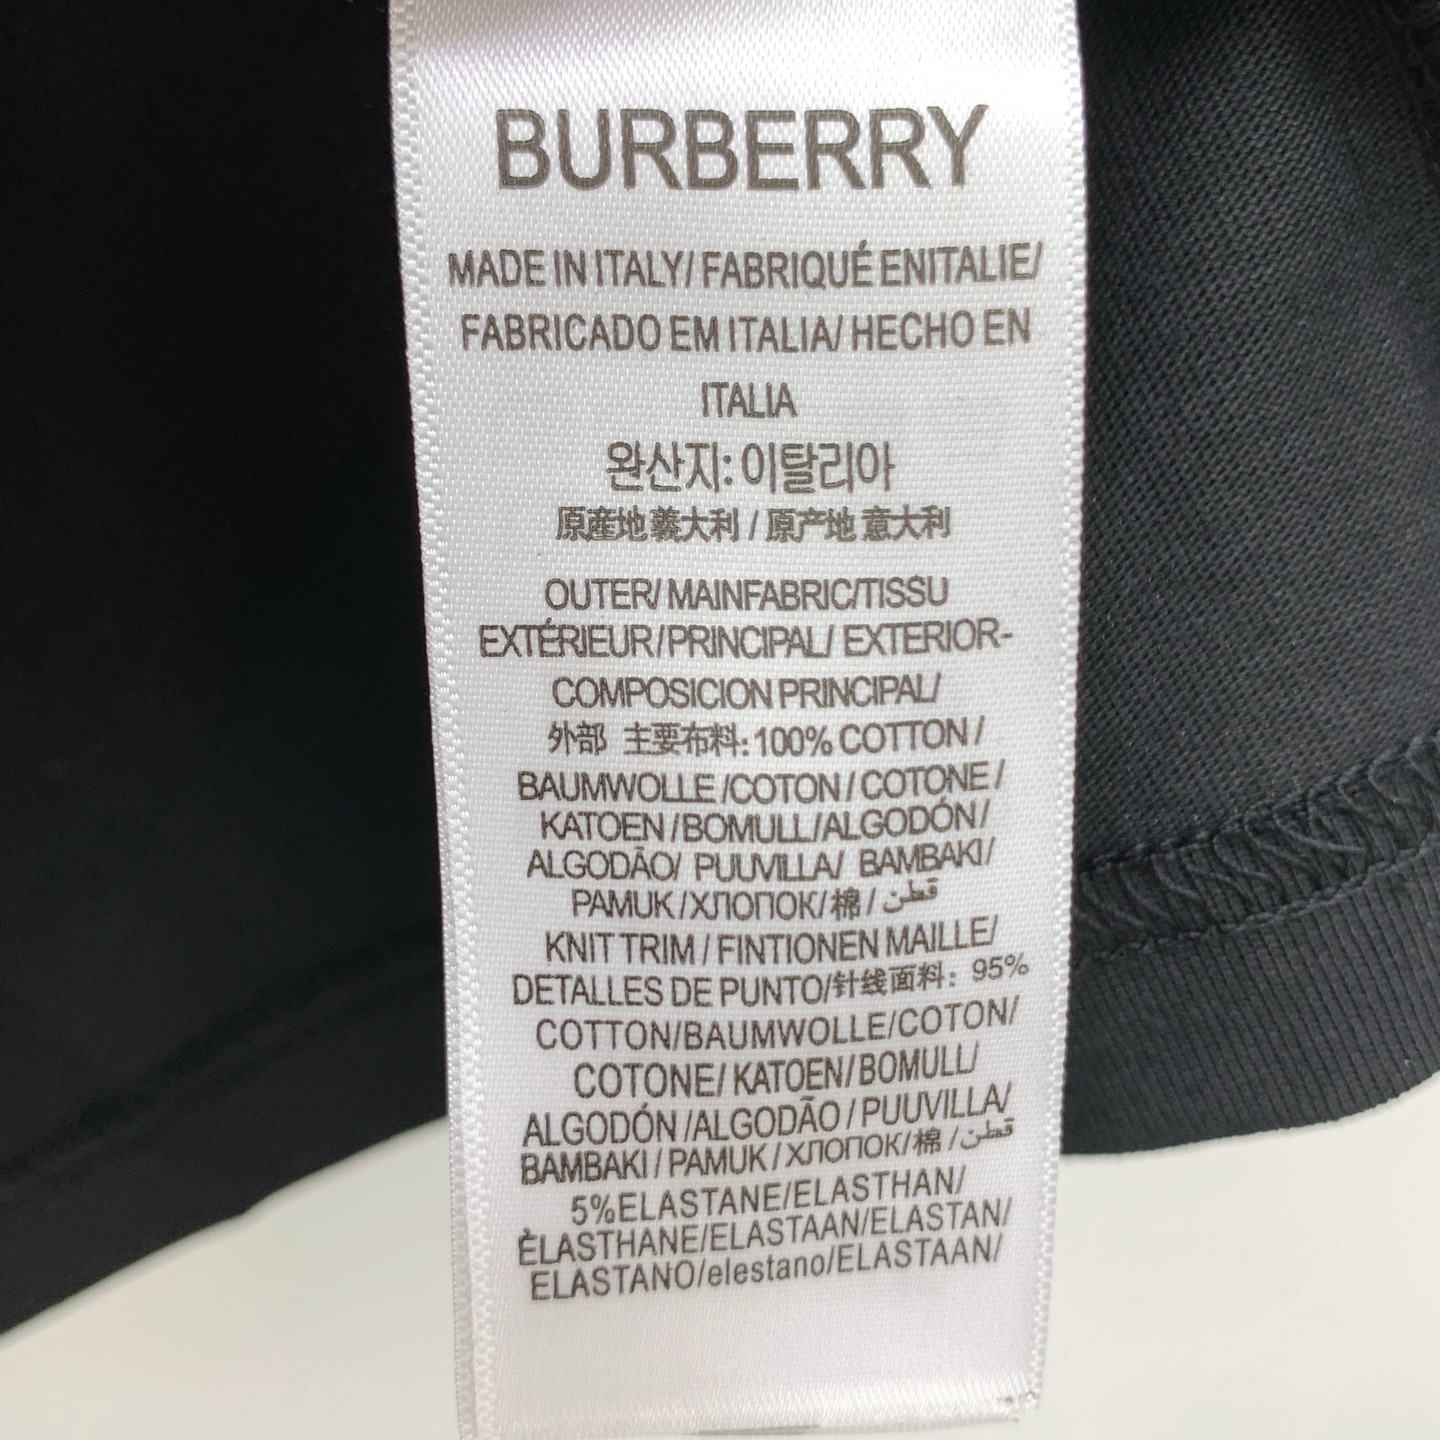 BURBERRY
MADE IN ITALY/ FABRIQUÉ ENITALIE/
FABRICADO EM ITALIA/ HECHO EN
ITALIA
완산지: 이탈리아
原産地 義大利 / 原产地 意大利
OUTER/ MAINFABRIC/TISSU
EXTÉRIEUR/PRINCIPAL/ EXTERIOR-
COMPOSICION PRINCIPAL/
外部 主要布料: 100% COTTON /
BAUMWOLLE /COTON / COTONE /
KATOEN / BOMULL/ALGODÓN /
ALGODÃO/ PUUVILLA/ BAMBAKI/
PAMUK /ХЛОПОК/棉 / قطن
KNIT TRIM / FINTIONEN MAILLE/
DETALLES DE PUNTO/针线面料: 95%
COTTON/BAUMWOLLE/COTON/
COTONE/ KATOEN/BOMULL/
ALGODÓN /ALGODÃO / PUUVILLA/
BAMBAKI / PAMUK / ХЛОПОК/棉 /قطن
5%ELASTANE/ELASTHAN/
ÈLASTHANE/ELASTAAN/ELASTAN/
ELASTANO/elestano/ELASTAAN/